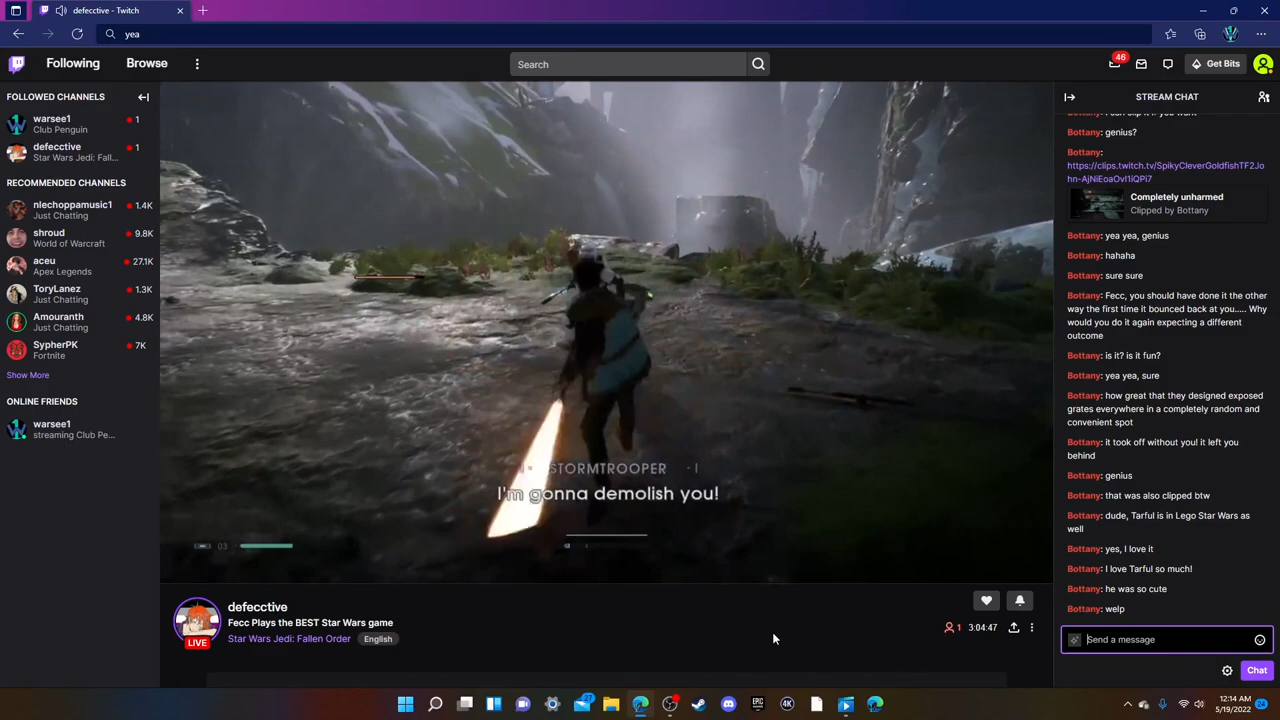 defecctive - Twitch
yea
Following
Browse
Search
46
Get Bits
FOLLOWED CHANNELS
warsee1
Club Penguin
1
defecctive
Star Wars Jedi: Fall...
1
RECOMMENDED CHANNELS
nlechoppamusic1
Just Chatting
1.4K
shroud
World of Warcraft
9.8K
aceu
Apex Legends
27.1K
ToryLanez
Just Chatting
1.3K
Amouranth
Just Chatting
4.8K
SypherPK
Fortnite
7K
Show More
ONLINE FRIENDS
warsee1
streaming Club Pe...
STORMTROOPER
I'm gonna demolish you!
03
LIVE
defecctive
Fecc Plays the BEST Star Wars game
Star Wars Jedi: Fallen Order
English
1
3:04:47
STREAM CHAT
Bottany: genius?
Bottany:
https://clips.twitch.tv/SpikyCleverGoldfishTF2Jo
hn-AjNiEoaOvI1iQPi7
Completely unharmed
Clipped by Bottany
Bottany: yea yea, genius
Bottany: hahaha
Bottany: sure sure
Bottany: Fecc, you should have done it the other
way the first time it bounced back at you..... Why
would you do it again expecting a different
outcome
Bottany: is it? is it fun?
Bottany: yea yea, sure
Bottany: how great that they designed exposed
grates everywhere in a completely random and
convenient spot
Bottany: it took off without you! it left you
behind
Bottany: genius
Bottany: that was also clipped btw
Bottany: dude, Tarful is in Lego Star Wars as
well
Bottany: yes, I love it
Bottany: I love Tarful so much!
Bottany: he was so cute
Bottany: welp
Send a message
Chat
27
EPIC
4K
12:14 AM
5/9/2022
24